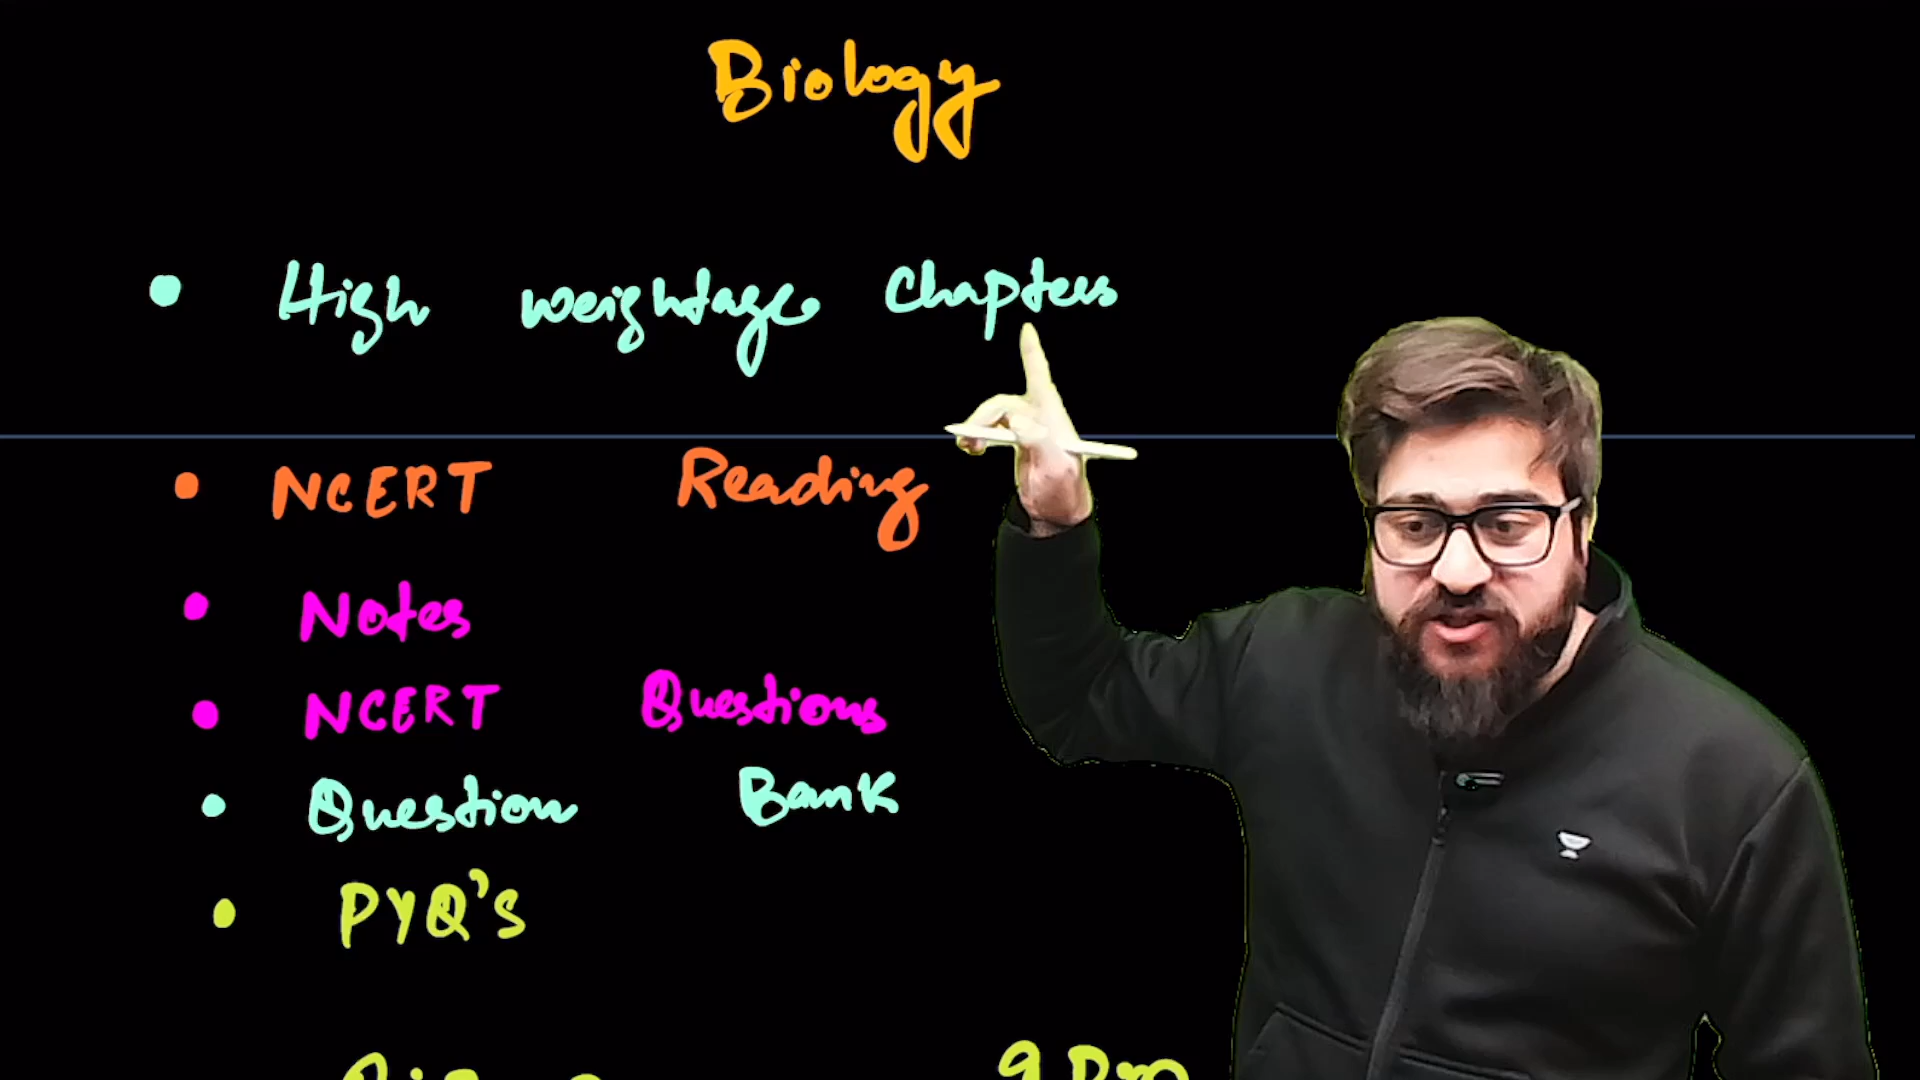 Biology
• High weightage Chapters
• NCERT Reading
• Notes
• NCERT Questions
• Question Bank
• PYQ's